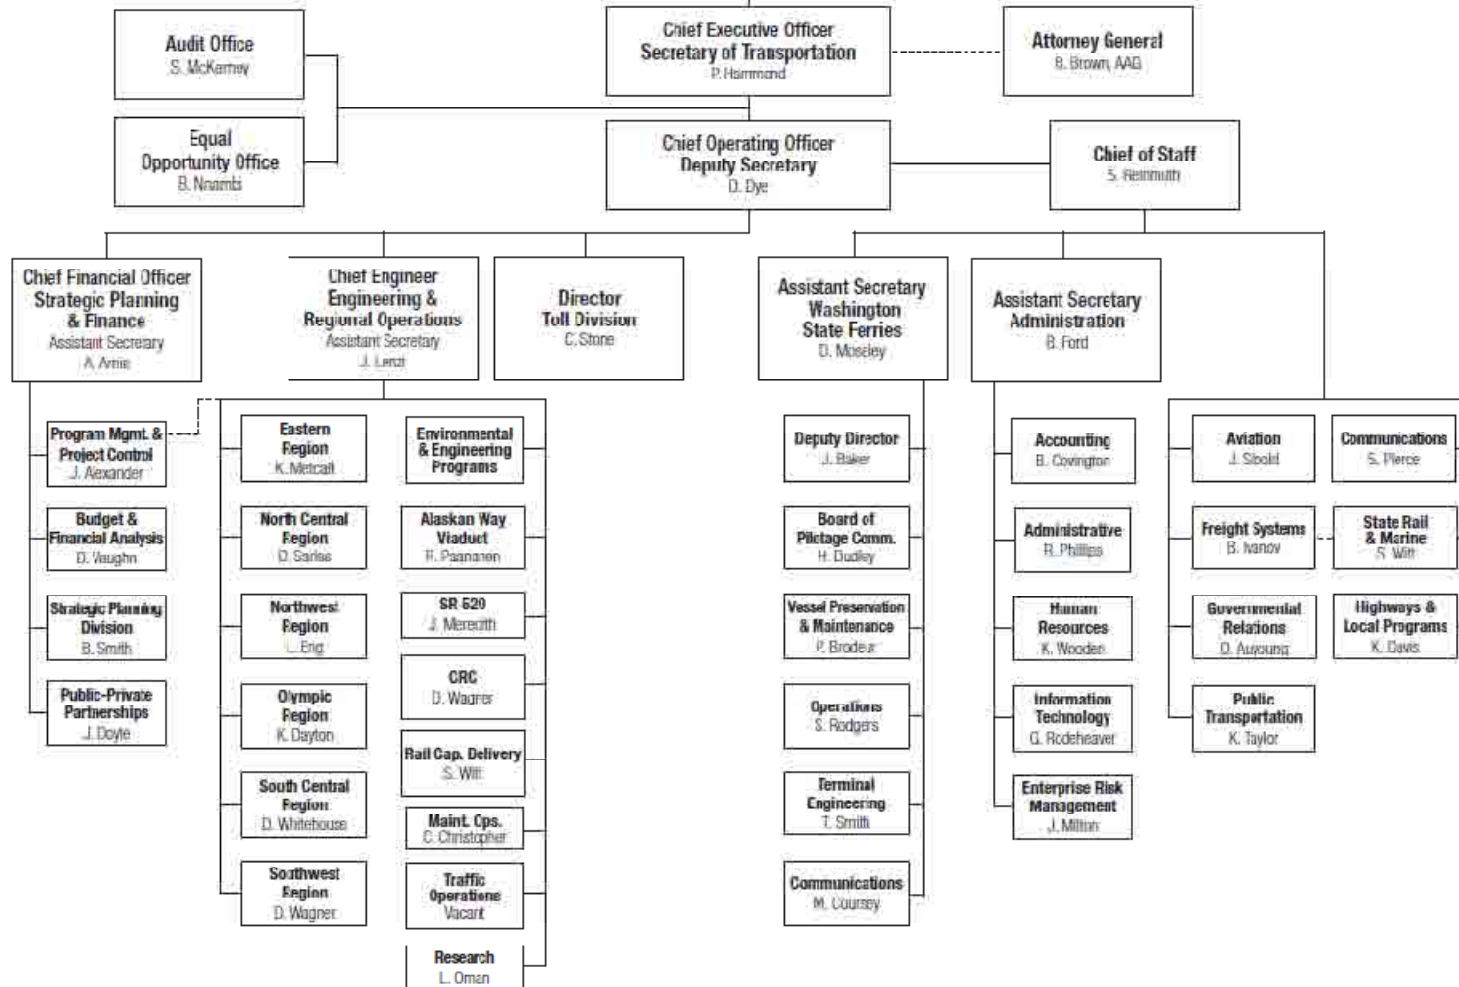 Audit Office
S. McKerney
Equal
Opportunity Office
B. Nnambi
Chief Executive Officer
Secretary of Transportation
P. Hammond
Attorney General
B. Brown, AAG
Chief Operating Officer
Deputy Secretary
D. Dye
Chief of Staff
S. Reinmuth
Chief Financial Officer
Strategic Planning
& Finance
Assistant Secretary
A. Arnis
Chief Engineer
Engineering &
Regional Operations
Assistant Secretary
J. Lenzi
Director
Toll Division
C. Stone
Assistant Secretary
Washington
State Ferries
D. Moseley
Assistant Secretary
Administration
B. Ford
Program Mgmt. &
Project Control
J. Alexander
Budget &
Financial Analysis
D. Vaughn
Strategic Planning
Division
B. Smith
Public-Private
Partnerships
J. Doyle
Eastern
Region
K. Metcalf
North Central
Region
D. Sarles
Northwest
Region
L. Eng
Olympic
Region
K. Dayton
South Central
Region
D. Whitehouse
Southwest
Region
D. Wagner
Environmental
& Engineering
Programs
Alaskan Way
Viaduct
R. Paananen
SR 520
J. Meredith
CRC
D. Wagner
Rail Cap. Delivery
S. Witt
Maint. Ops.
C. Christopher
Traffic
Operations
Vacant
Research
L. Oman
Deputy Director
J. Baker
Board of
Pilotage Comm.
H. Dudley
Vessel Preservation
& Maintenance
P. Brodeur
Operations
S. Rodgers
Terminal
Engineering
T. Smith
Communications
M. Coursey
Accounting
B. Covington
Administrative
R. Phillips
Human
Resources
K. Wooden
Information
Technology
G. Rodeheaver
Enterprise Risk
Management
J. Milton
Aviation
J. Sibold
Freight Systems
B. Ivanov
Governmental
Relations
D. Auyoung
Public
Transportation
K. Taylor
Communications
S. Pierce
State Rail
& Marine
S. Witt
Highways &
Local Programs
K. Davis